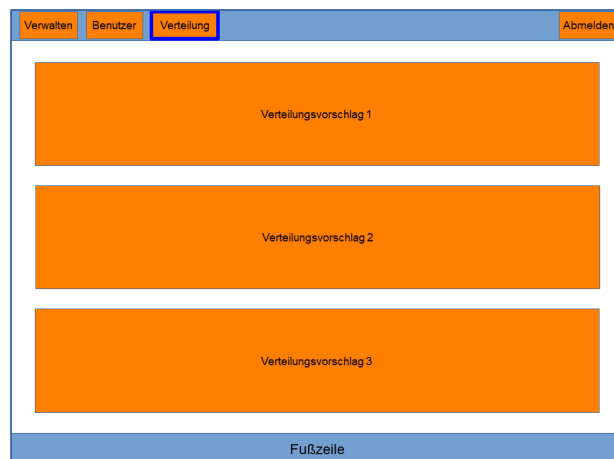 Verwalten Benutzer Verteilung Abmelden
Verteilungsvorschlag 1
Verteilungsvorschlag 2
Verteilungsvorschlag 3
Fußzeile